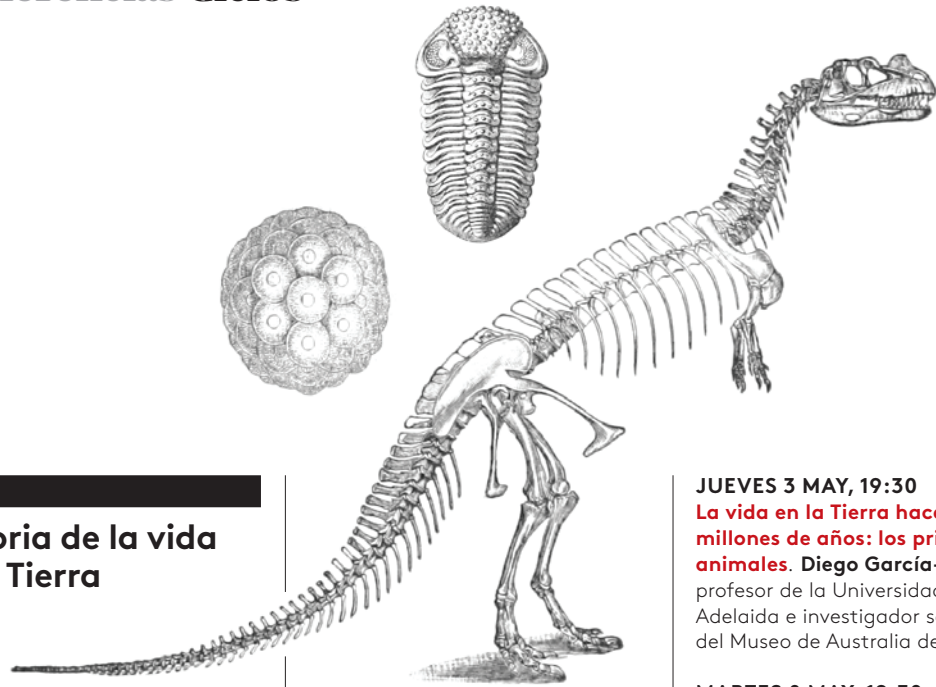 Ciclos
oria de la vida
Tierra
JUEVES 3 MAY, 19:30
La vida en la Tierra hace
millones de años: los pri
animales. Diego García-
profesor de la Universidad
Adelaida e investigador s
del Museo de Australia de